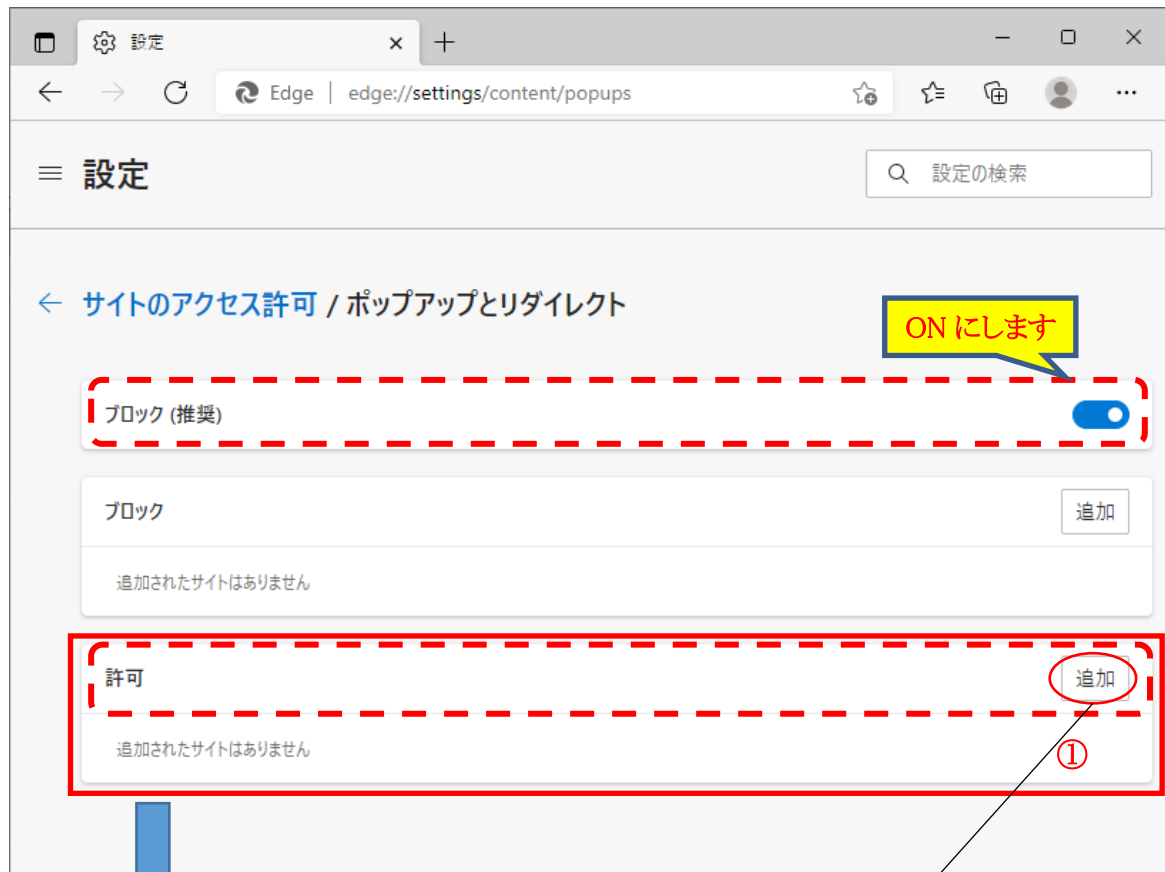 設定
Edge | edge://settings/content/popups
設定
設定の検索
サイトのアクセス許可 / ポップアップとリダイレクト
ON にします
ブロック (推奨)
ブロック
追加
追加されたサイトはありません
許可
追加
追加されたサイトはありません
①